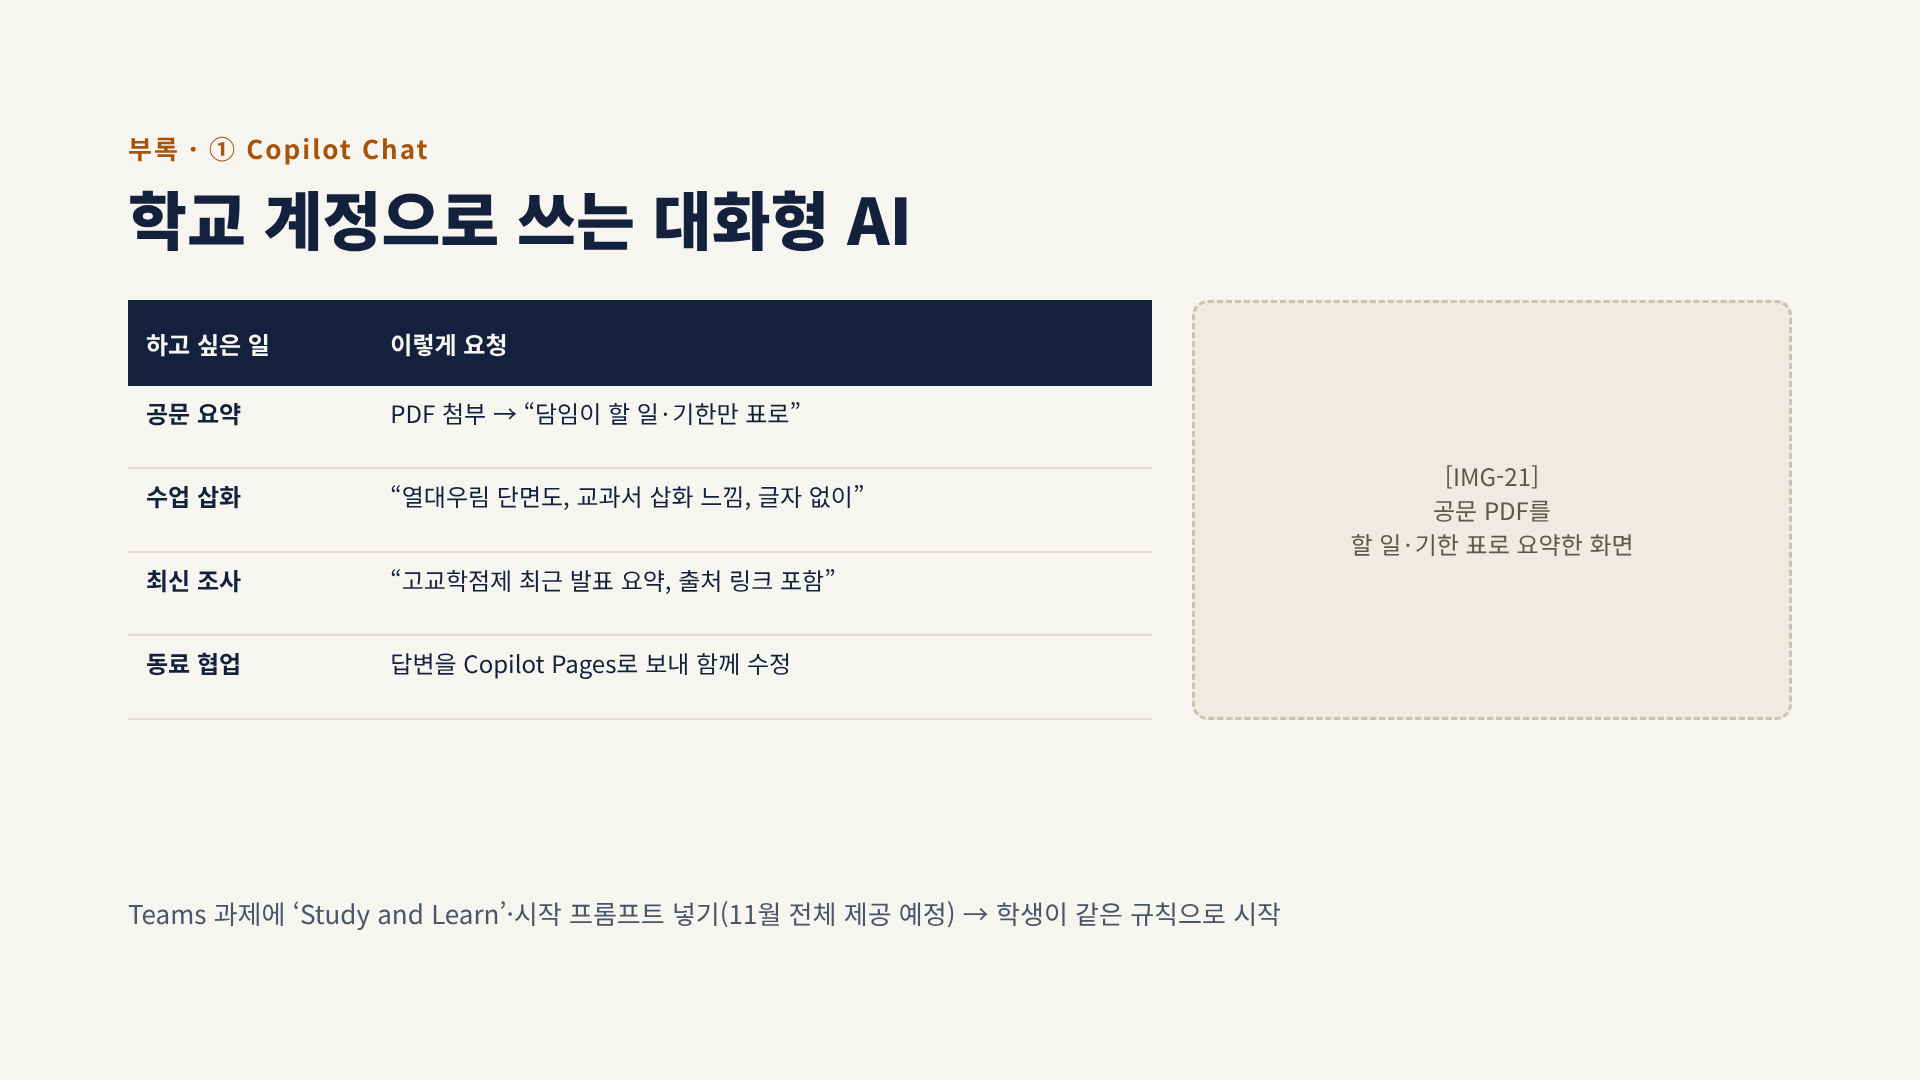 부록 · ① Copilot Chat
학교 계정으로 쓰는 대화형 AI
하고 싶은 일 이렇게 요청
공문 요약 PDF 첨부 → “담임이 할 일·기한만 표로”
수업 삽화 “열대우림 단면도, 교과서 삽화 느낌, 글자 없이”
최신 조사 “고교학점제 최근 발표 요약, 출처 링크 포함”
동료 협업 답변을 Copilot Pages로 보내 함께 수정
[IMG-21]
공문 PDF를
할 일·기한 표로 요약한 화면
Teams 과제에 ‘Study and Learn’·시작 프롬프트 넣기(11월 전체 제공 예정) → 학생이 같은 규칙으로 시작